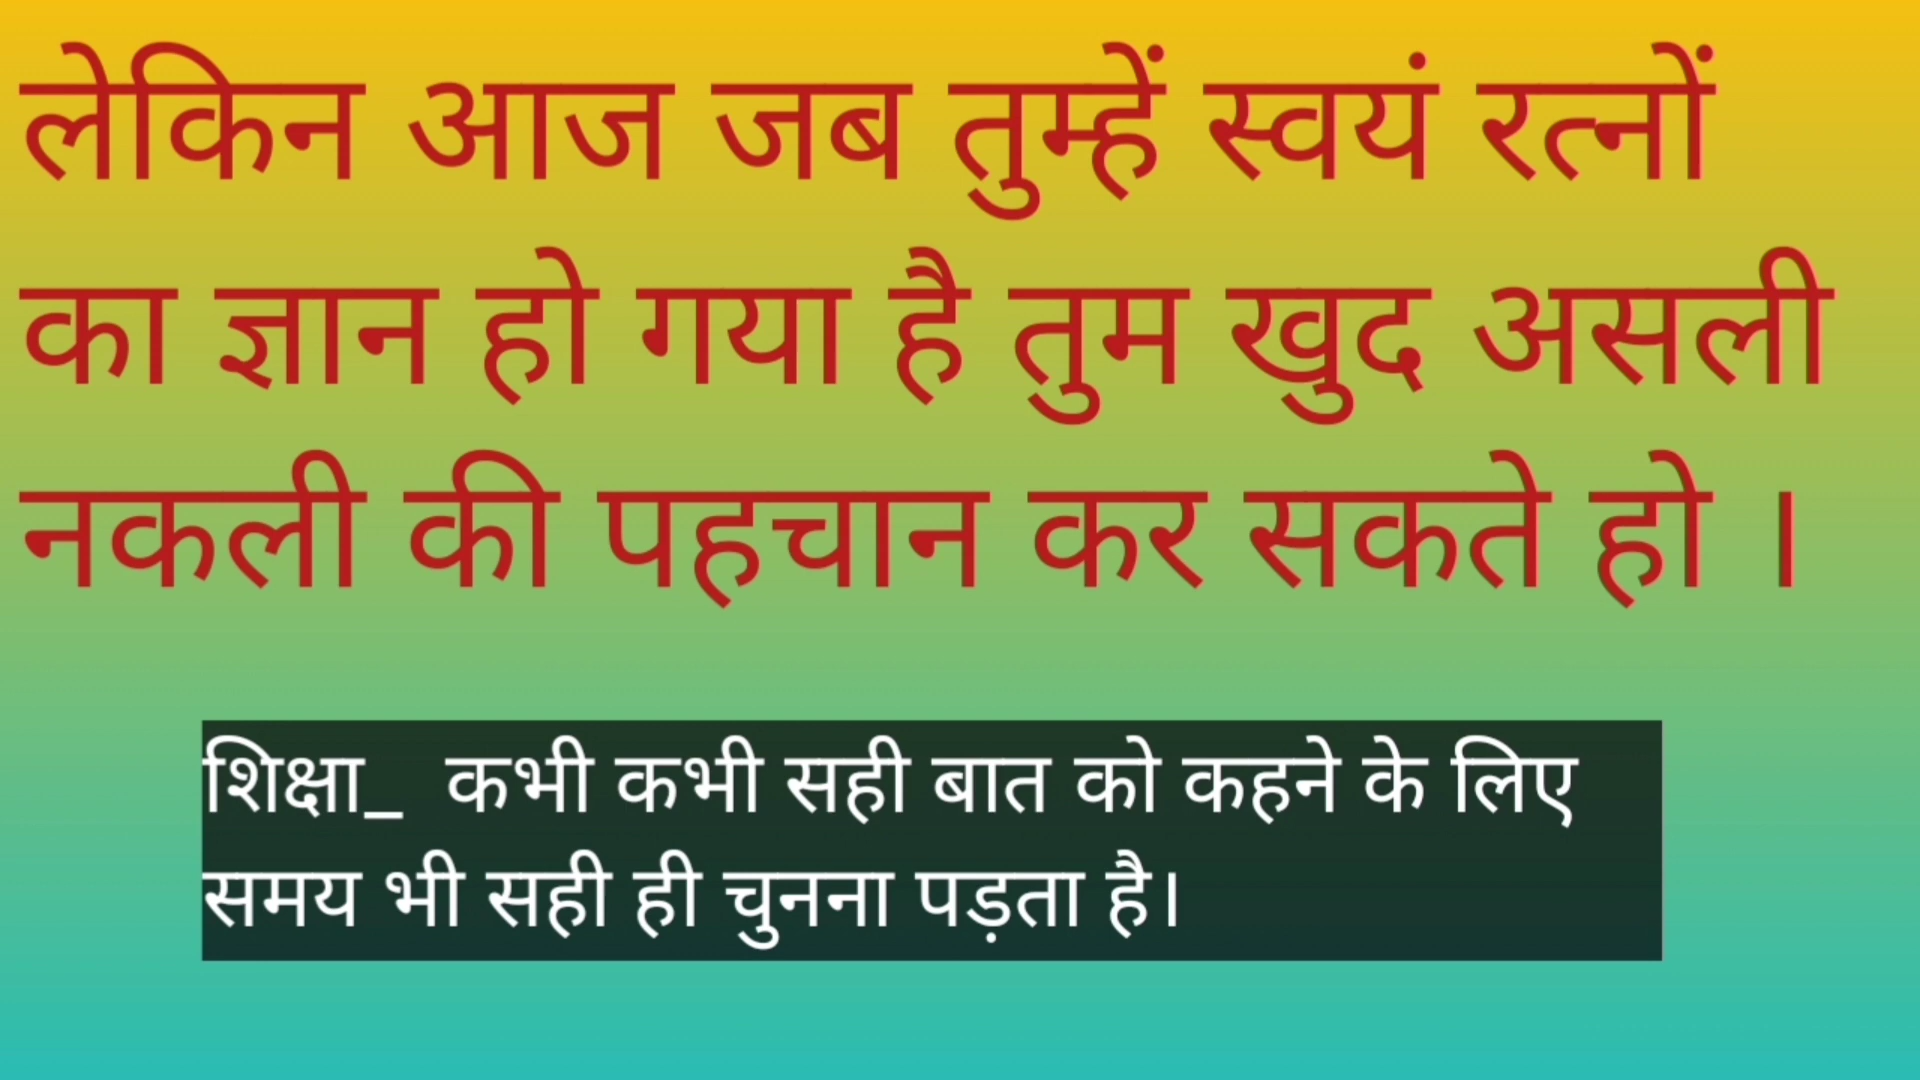 लेकिन आज जब तुम्हें स्वयं रत्नों
का ज्ञान हो गया है तुम खुद असली
नकली की पहचान कर सकते हो ।
शिक्षा_ कभी कभी सही बात को कहने के लिए
समय भी सही ही चुनना पड़ता है।